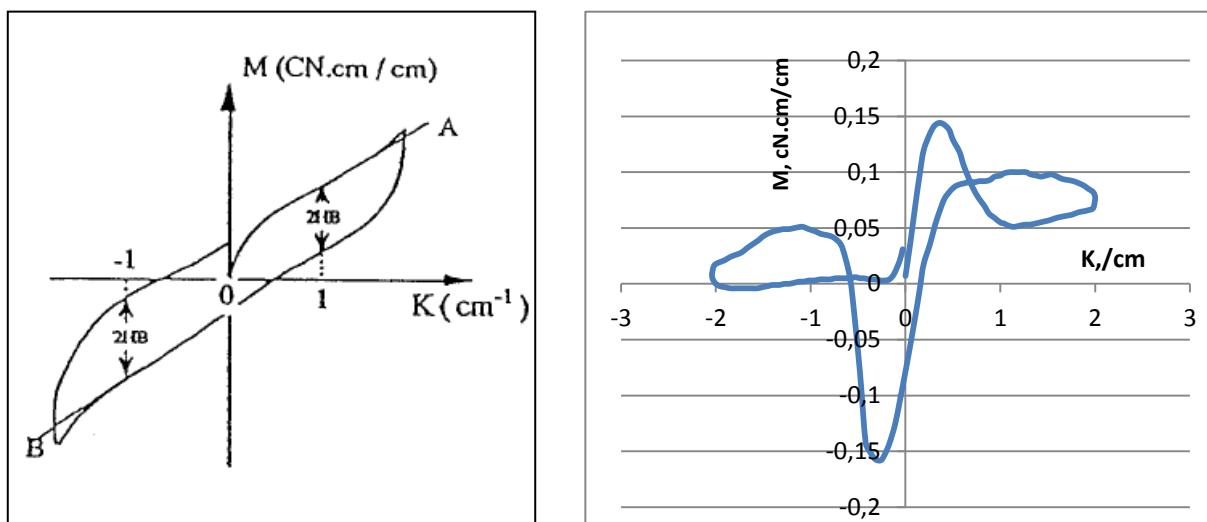 M (CN.cm / cm)
A
2HB
-1
0
1
K ( cm⁻¹ )
2HB
B
0,2
M, cN.cm/cm
0,15
0,1
0,05
K,/cm
0
-3
-2
-1
0
1
2
3
-0,05
-0,1
-0,15
-0,2